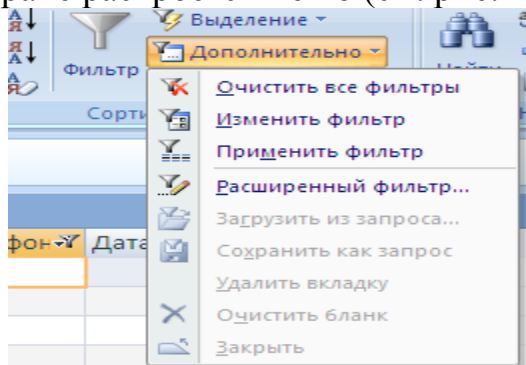 Выделение
Дополнительно
Фильтр
Очистить все фильтры
Изменить фильтр
Применить фильтр
Расширенный фильтр...
Загрузить из запроса...
Сохранить как запрос
Удалить вкладку
Очистить бланк
Закрыть
Сорти
фон
Дата